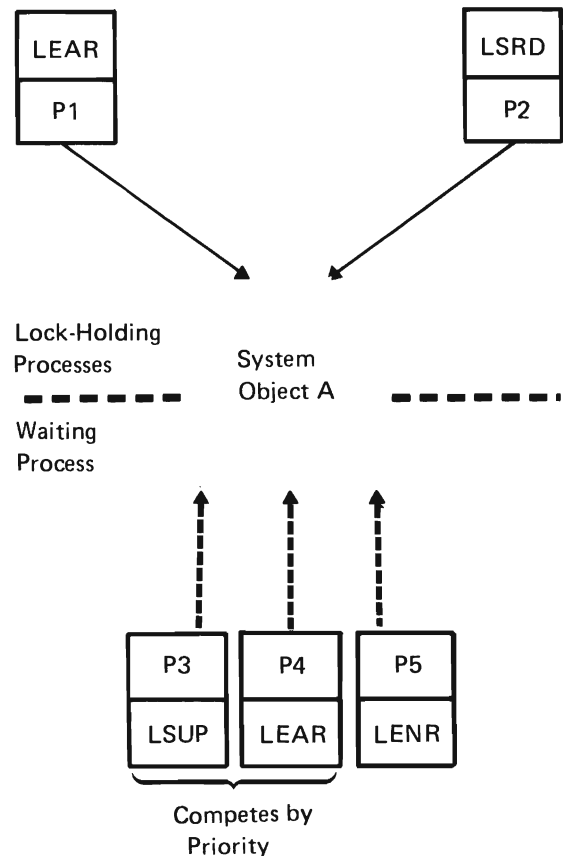 LEAR
P1
LSRD
P2
Lock-Holding
Processes
System
Object A
Waiting
Process
P3
LSUP
P4
LEAR
P5
LENR
Competes by
Priority